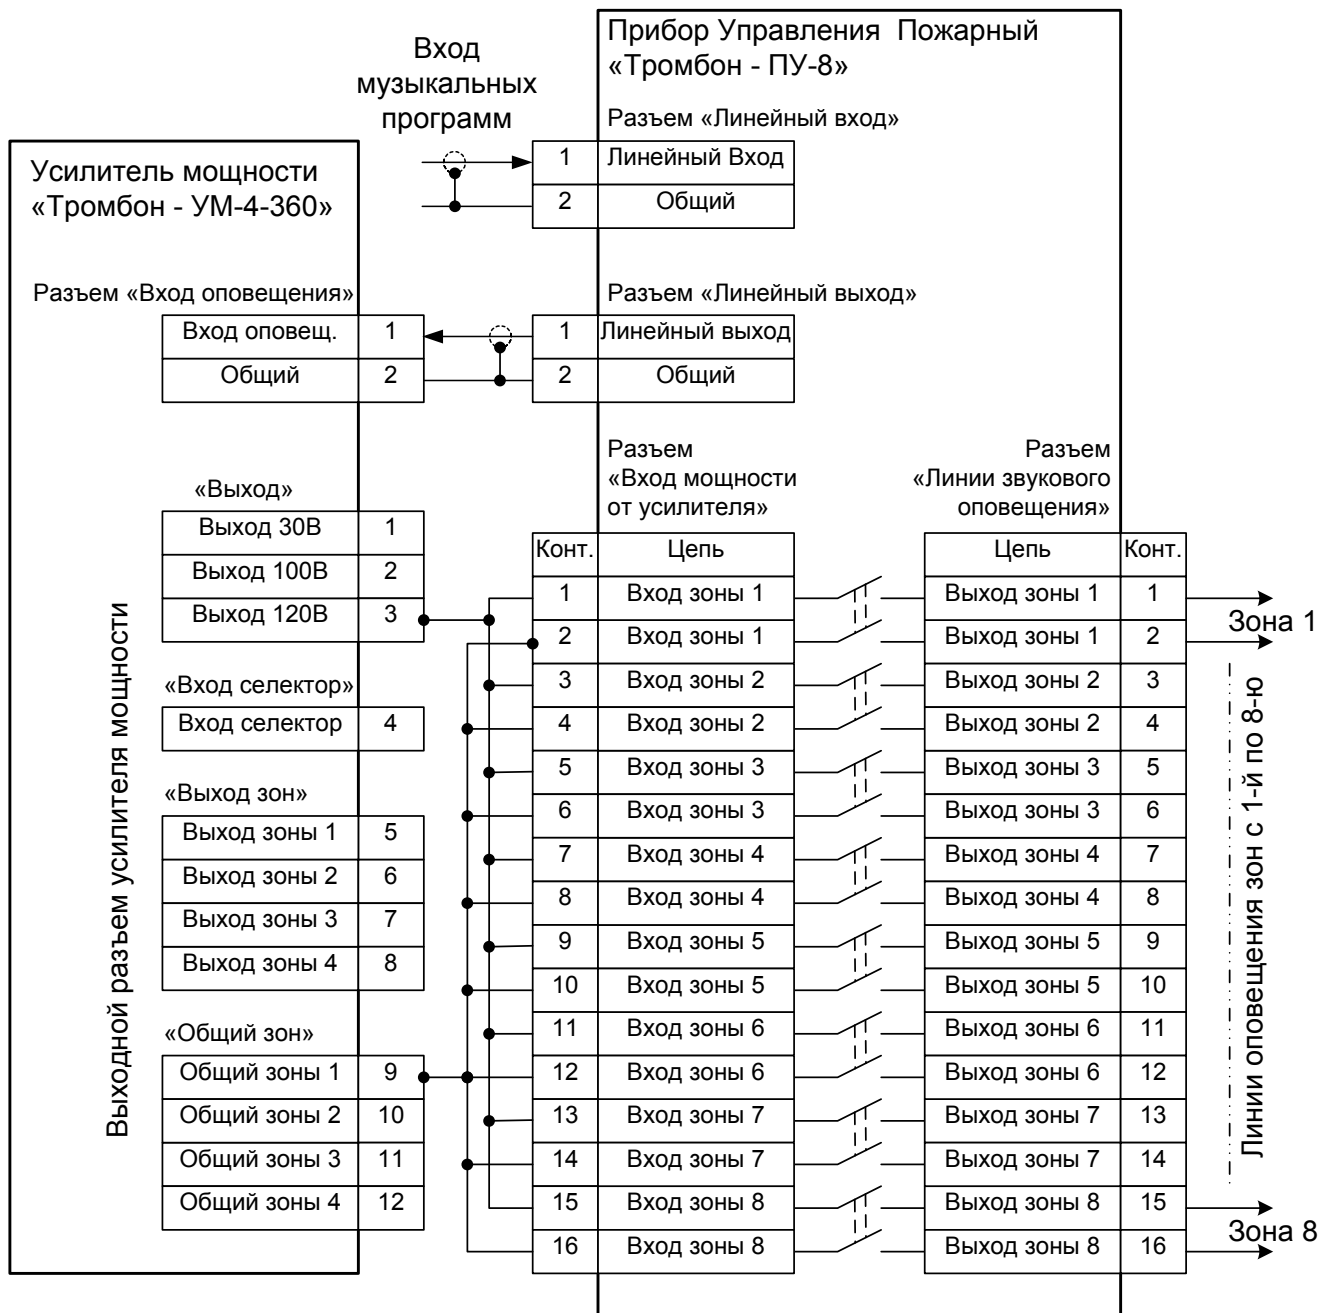 Прибор Управления Пожарный
«Тромбон - ПУ-8»
Вход
музыкальных
программ
Разъем «Линейный вход»
1 Линейный Вход
2 Общий
Усилитель мощности
«Тромбон - УМ-4-360»
Разъем «Вход оповещения»
Вход оповещ. 1
Общий 2
Разъем «Линейный выход»
1 Линейный выход
2 Общий
Выходной разъем усилителя мощности
«Выход»
Выход 30В 1
Выход 100В 2
Выход 120В 3
«Вход селектор»
Вход селектор 4
«Выход зон»
Выход зоны 1 5
Выход зоны 2 6
Выход зоны 3 7
Выход зоны 4 8
«Общий зон»
Общий зоны 1 9
Общий зоны 2 10
Общий зоны 3 11
Общий зоны 4 12
Разъем
«Вход мощности
от усилителя»
Конт. Цепь
1 Вход зоны 1
2 Вход зоны 1
3 Вход зоны 2
4 Вход зоны 2
5 Вход зоны 3
6 Вход зоны 3
7 Вход зоны 4
8 Вход зоны 4
9 Вход зоны 5
10 Вход зоны 5
11 Вход зоны 6
12 Вход зоны 6
13 Вход зоны 7
14 Вход зоны 7
15 Вход зоны 8
16 Вход зоны 8
Разъем
«Линии звукового
оповещения»
Цепь Конт.
Выход зоны 1 1
Выход зоны 1 2
Выход зоны 2 3
Выход зоны 2 4
Выход зоны 3 5
Выход зоны 3 6
Выход зоны 4 7
Выход зоны 4 8
Выход зоны 5 9
Выход зоны 5 10
Выход зоны 6 11
Выход зоны 6 12
Выход зоны 7 13
Выход зоны 7 14
Выход зоны 8 15
Выход зоны 8 16
Зона 1
Линии оповещения зон с 1-й по 8-ю
Зона 8